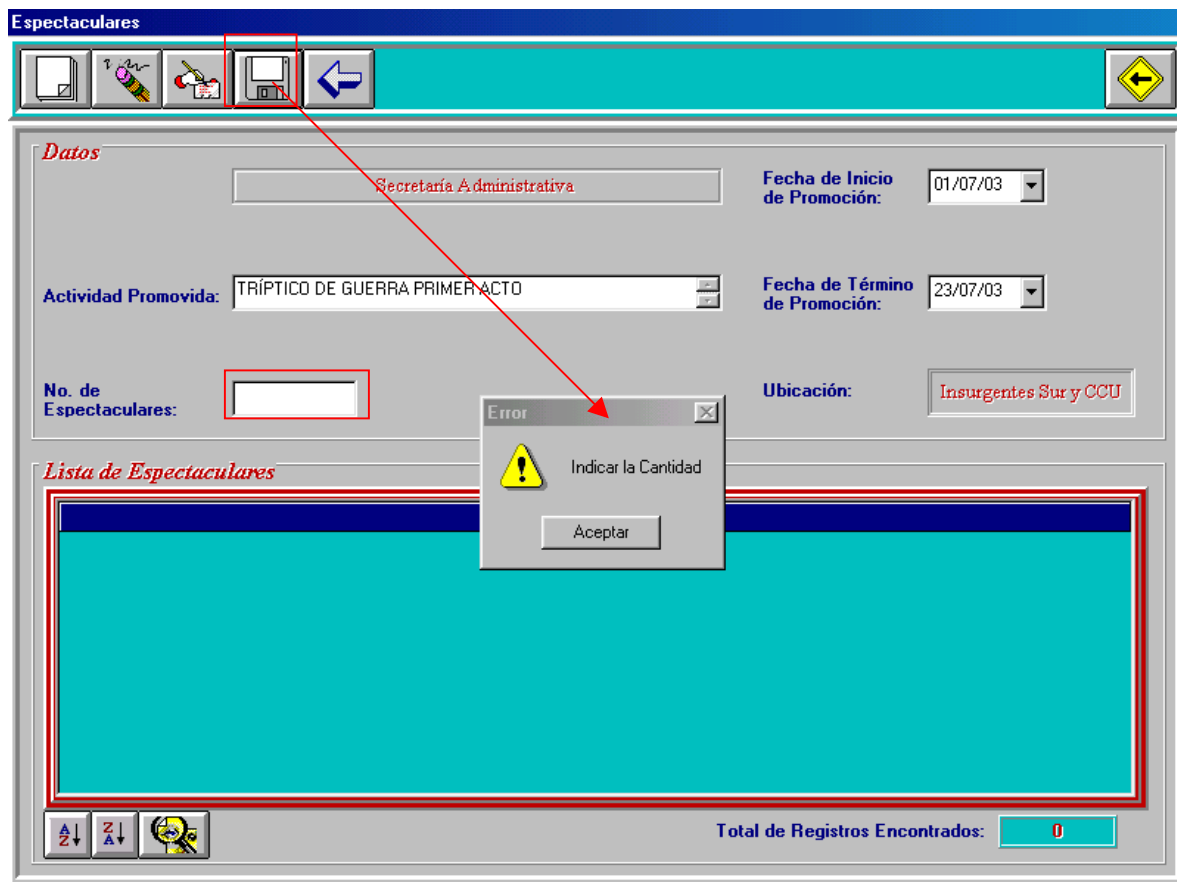 Espectaculares
Datos
Secretaría Administrativa
Fecha de Inicio
de Promoción:
01/07/03
Actividad Promovida:
TRÍPTICO DE GUERRA PRIMER ACTO
Fecha de Término
de Promoción:
23/07/03
No. de
Espectaculares:
Ubicación:
Insurgentes Sur y CCU
Error
Indicar la Cantidad
Aceptar
Lista de Espectaculares
A
Z
Z
A
Total de Registros Encontrados:
0